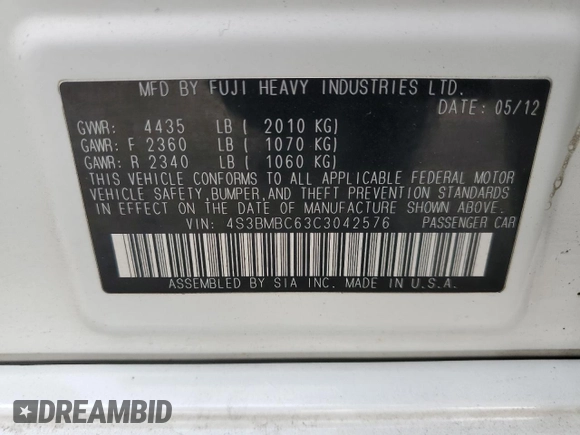 MFD BY FUJI HEAVY INDUSTRIES LTD.
DATE: 05/12
GVWR: 4435 LB ( 2010 KG)
GAWR: F 2360 LB ( 1070 KG)
GAWR: R 2340 LB ( 1060 KG)
THIS VEHICLE CONFORMS TO ALL APPLICABLE FEDERAL MOTOR
VEHICLE SAFETY,BUMPER,AND THEFT PREVENTION STANDARDS
IN EFFECT ON THE DATE OF MANUFACTURE SHOWN ABOVE.
VIN: 4S3BMBC63C3042576 PASSENGER CAR
ASSEMBLED BY SIA INC. MADE IN U.S.A.
DREAMBID